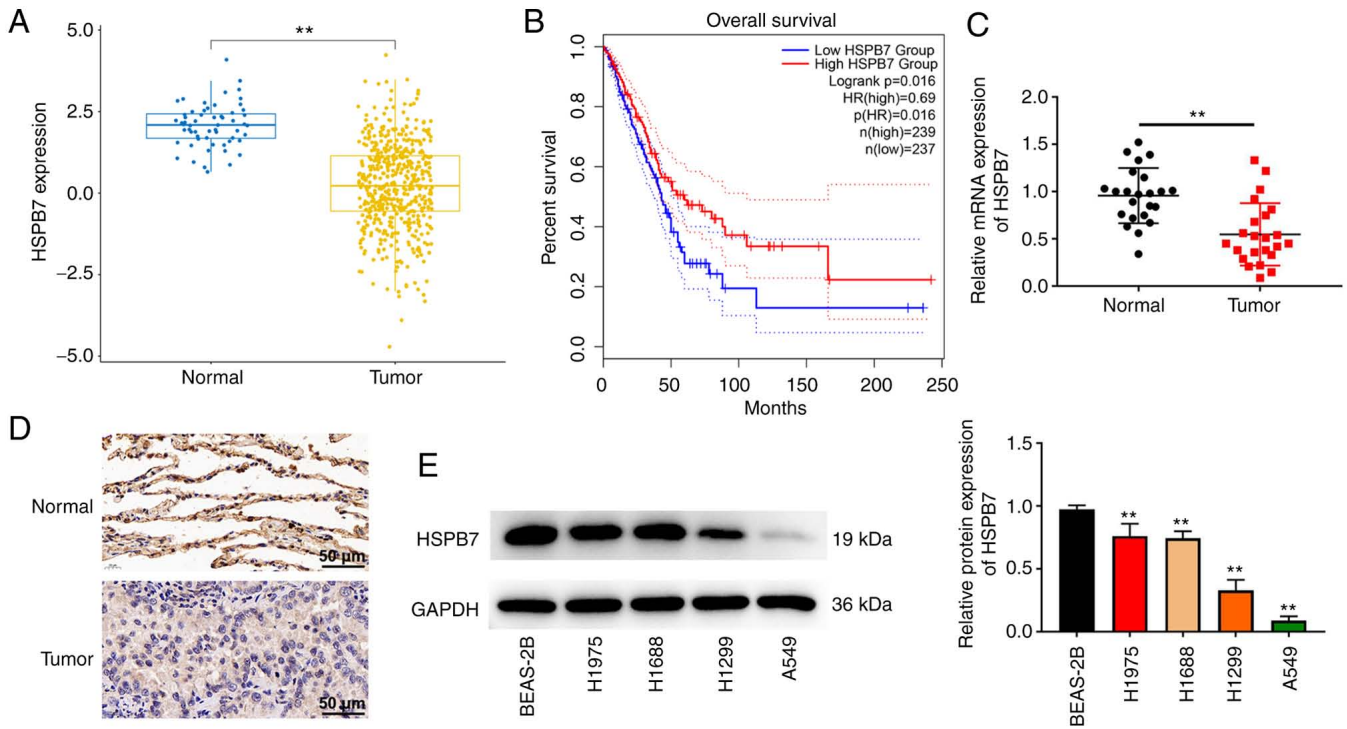 A
HSPB7 expression
5.0
2.5
0.0
−2.5
−5.0
**
Normal
Tumor
B
Overall survival
Percent survival
1.0
0.8
0.6
0.4
0.2
0.0
Low HSPB7 Group
High HSPB7 Group
Logrank p=0.016
HR(high)=0.69
p(HR)=0.016
n(high)=239
n(low)=237
0
50
100
150
200
250
Months
C
Relative mRNA expression
of HSPB7
2.0
1.5
1.0
0.5
0.0
**
Normal
Tumor
D
Normal
50 µm
Tumor
50 µm
E
HSPB7
19 kDa
GAPDH
36 kDa
BEAS-2B
H1975
H1688
H1299
A549
Relative protein expression
of HSPB7
1.5
1.0
0.5
0.0
**
**
**
**
BEAS-2B
H1975
H1688
H1299
A549